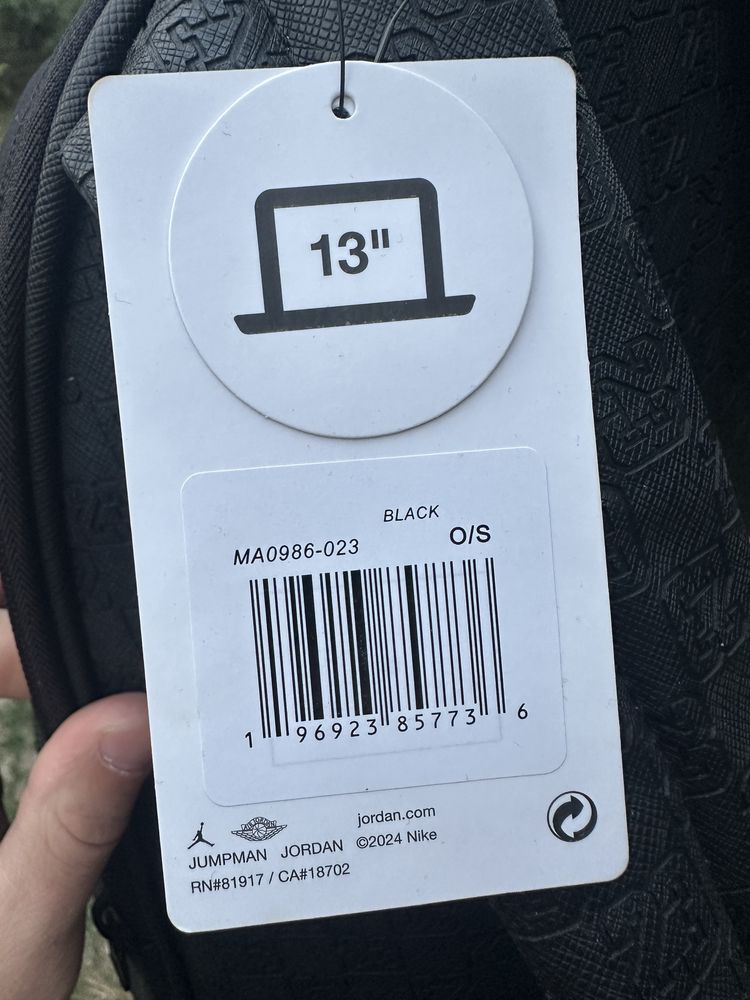 13"
BLACK
MA0986-023
O/S
1 96923 85773 6
jordan.com
JUMPMAN JORDAN ©2024 Nike
RN#81917 / CA#18702